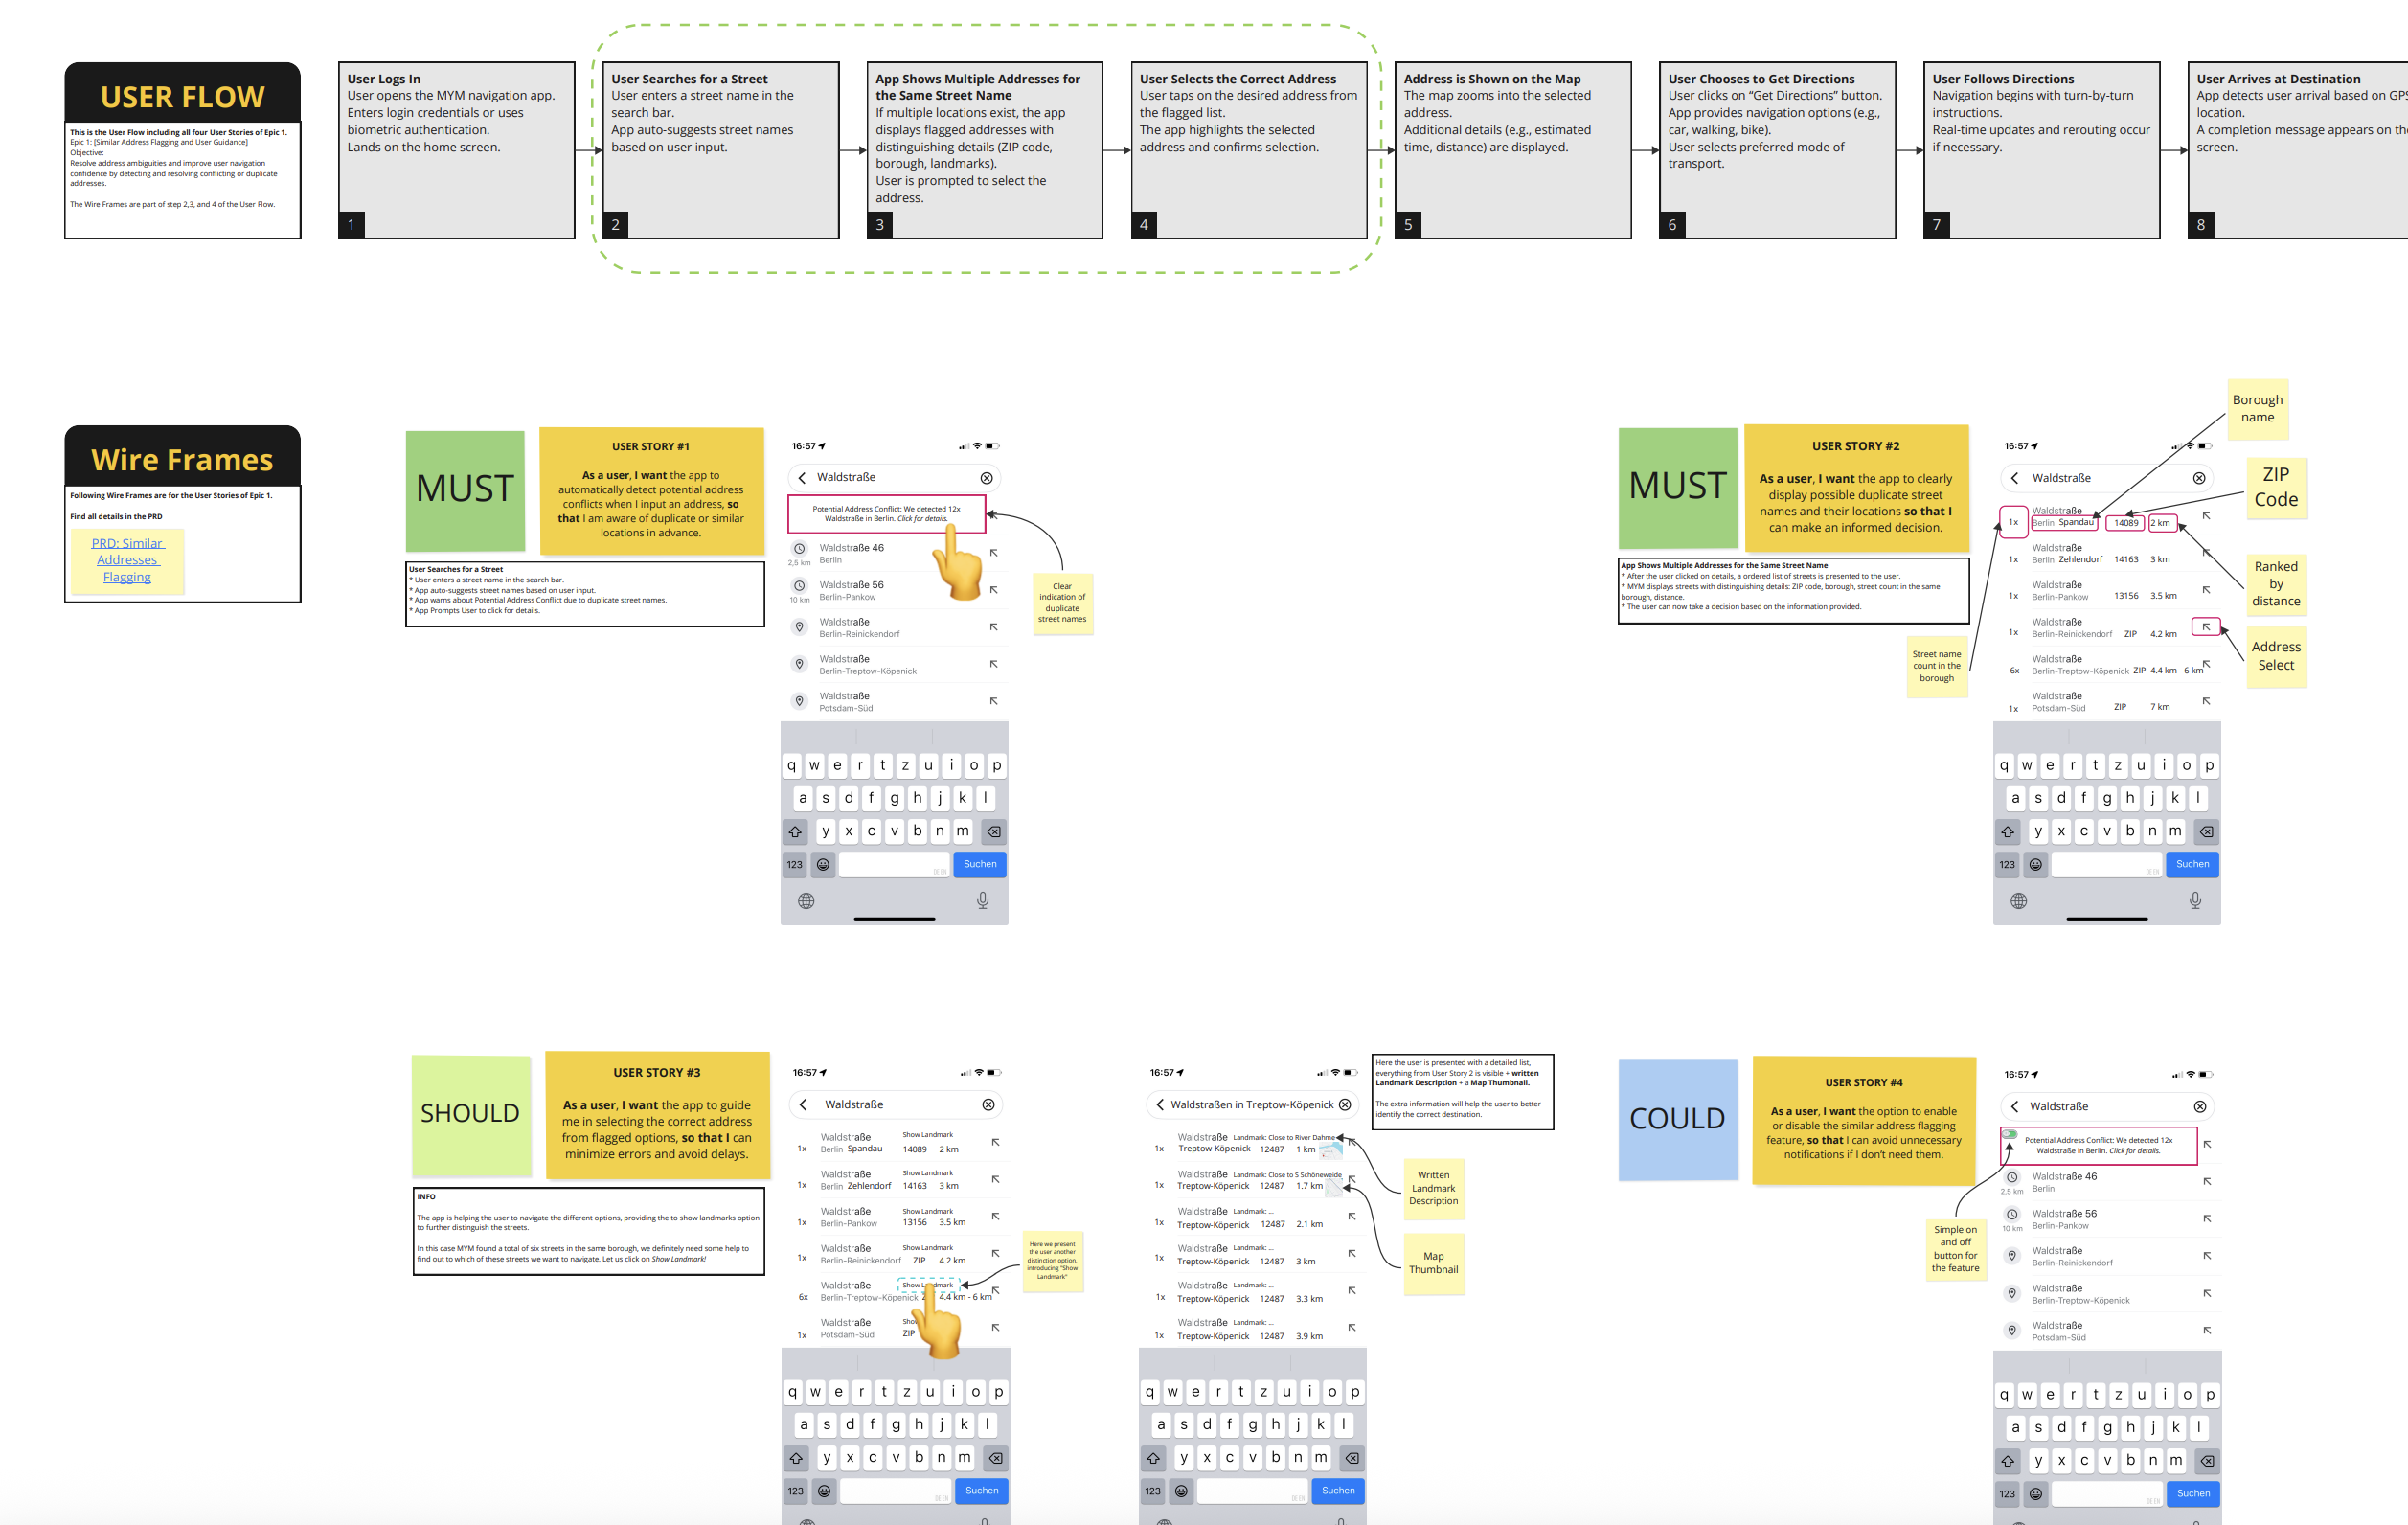 USER FLOW
This is the User Flow including all four User Stories of Epic 1.
Epic 1: [Similar Address Flagging and User Guidance]
Objective:
Resolve address ambiguities and improve user navigation
confidence by detecting and resolving conflicting or duplicate
addresses.
The Wire Frames are part of step 2,3, and 4 of the User Flow.
User Logs In
User opens the MYM navigation app.
Enters login credentials or uses
biometric authentication.
Lands on the home screen.
1
User Searches for a Street
User enters a street name in the
search bar.
App auto-suggests street names
based on user input.
2
App Shows Multiple Addresses for
the Same Street Name
If multiple locations exist, the app
displays flagged addresses with
distinguishing details (ZIP code,
borough, landmarks).
User is prompted to select the
address.
3
User Selects the Correct Address
User taps on the desired address from
the flagged list.
The app highlights the selected
address and confirms selection.
4
Address is Shown on the Map
The map zooms into the selected
address.
Additional details (e.g., estimated
time, distance) are displayed.
5
User Chooses to Get Directions
User clicks on “Get Directions” button.
App provides navigation options (e.g.,
car, walking, bike).
User selects preferred mode of
transport.
6
User Follows Directions
Navigation begins with turn-by-turn
instructions.
Real-time updates and rerouting occur
if necessary.
7
User Arrives at Destination
App detects user arrival based on GPS
location.
A completion message appears on the
screen.
8
Wire Frames
Following Wire Frames are for the User Stories of Epic 1.
Find all details in the PRD
PRD: Similar
Addresses
Flagging
MUST
USER STORY #1
As a user, I want the app to
automatically detect potential address
conflicts when I input an address, so
that I am aware of duplicate or similar
locations in advance.
User Searches for a Street
* User enters a street name in the search bar.
* App auto-suggests street names based on user input.
* App warns about Potential Address Conflict due to duplicate street names.
* App Prompts User to click for details.
16:57
Waldstraße
Potential Address Conflict: We detected 12x
Waldstraße in Berlin. Click for details.
Waldstraße 46
2,5 km Berlin
Waldstraße 56
10 km Berlin-Pankow
Waldstraße
Berlin-Reinickendorf
Waldstraße
Berlin-Treptow-Köpenick
Waldstraße
Potsdam-Süd
q w e r t z u i o p
a s d f g h j k l
y x c v b n m
123 DE EN Suchen
Clear
indication of
duplicate
street names
MUST
USER STORY #2
As a user, I want the app to clearly
display possible duplicate street
names and their locations so that I
can make an informed decision.
App Shows Multiple Addresses for the Same Street Name
* After the user clicked on details, a ordered list of streets is presented to the user.
* MYM displays streets with distinguishing details: ZIP code, borough, street count in the same
borough, distance.
* The user can now take a decision based on the information provided.
Street name
count in the
borough
16:57
Waldstraße
Waldstraße
1x Berlin Spandau 14089 2 km
Waldstraße
1x Berlin Zehlendorf 14163 3 km
Waldstraße
1x Berlin-Pankow 13156 3.5 km
Waldstraße
1x Berlin-Reinickendorf ZIP 4.2 km
Waldstraße
6x Berlin-Treptow-Köpenick ZIP 4.4 km - 6 km
Waldstraße
1x Potsdam-Süd ZIP 7 km
q w e r t z u i o p
a s d f g h j k l
y x c v b n m
123 DE EN Suchen
Borough
name
ZIP
Code
Ranked
by
distance
Address
Select
SHOULD
USER STORY #3
As a user, I want the app to guide
me in selecting the correct address
from flagged options, so that I can
minimize errors and avoid delays.
INFO
The app is helping the user to navigate the different options, providing the to show landmarks option
to further distinguish the streets.
In this case MYM found a total of six streets in the same borough, we definitely need some help to
find out to which of these streets we want to navigate. Let us click on Show Landmark!
16:57
Waldstraße
Waldstraße Show Landmark
1x Berlin Spandau 14089 2 km
Waldstraße Show Landmark
1x Berlin Zehlendorf 14163 3 km
Waldstraße Show Landmark
1x Berlin-Pankow 13156 3.5 km
Waldstraße Show Landmark
1x Berlin-Reinickendorf ZIP 4.2 km
Waldstraße Show Landmark
6x Berlin-Treptow-Köpenick 4.4 km - 6 km
Waldstraße
1x Potsdam-Süd ZIP
q w e r t z u i o p
a s d f g h j k l
y x c v b n m
123 DE EN Suchen
Here we present
the user another
distinction option,
introducing "Show
Landmark"
16:57
Waldstraßen in Treptow-Köpenick
Waldstraße Landmark: Close to River Dahme
1x Treptow-Köpenick 12487 1 km
Waldstraße Landmark: Close to S Schöneweide
1x Treptow-Köpenick 12487 1.7 km
Waldstraße Landmark: ...
1x Treptow-Köpenick 12487 2.1 km
Waldstraße Landmark: ...
1x Treptow-Köpenick 12487 3 km
Waldstraße Landmark: ...
1x Treptow-Köpenick 12487 3.3 km
Waldstraße Landmark: ...
1x Treptow-Köpenick 12487 3.9 km
q w e r t z u i o p
a s d f g h j k l
y x c v b n m
123 DE EN Suchen
Here the user is presented with a detailed list,
everything from User Story 2 is visible + written
Landmark Description + a Map Thumbnail.
The extra information will help the user to better
identify the correct destination.
Written
Landmark
Description
Map
Thumbnail
COULD
USER STORY #4
As a user, I want the option to enable
or disable the similar address flagging
feature, so that I can avoid unnecessary
notifications if I don’t need them.
Simple on
and off
button for
the feature
16:57
Waldstraße
Potential Address Conflict: We detected 12x
Waldstraße in Berlin. Click for details.
Waldstraße 46
2,5 km Berlin
Waldstraße 56
10 km Berlin-Pankow
Waldstraße
Berlin-Reinickendorf
Waldstraße
Berlin-Treptow-Köpenick
Waldstraße
Potsdam-Süd
q w e r t z u i o p
a s d f g h j k l
y x c v b n m
123 DE EN Suchen